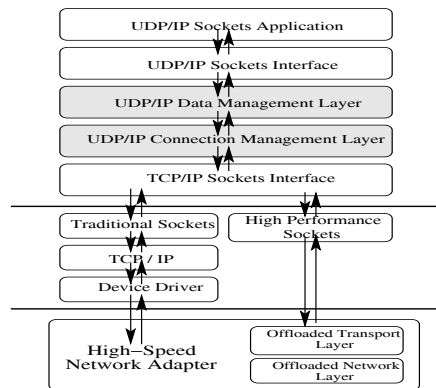 UDP/IP Sockets Application
UDP/IP Sockets Interface
UDP/IP Data Management Layer
UDP/IP Connection Management Layer
TCP/IP Sockets Interface
Traditional Sockets
High Performance
Sockets
TCP / IP
Device Driver
High–Speed
Network Adapter
Offloaded Transport
Layer
Offloaded Network
Layer